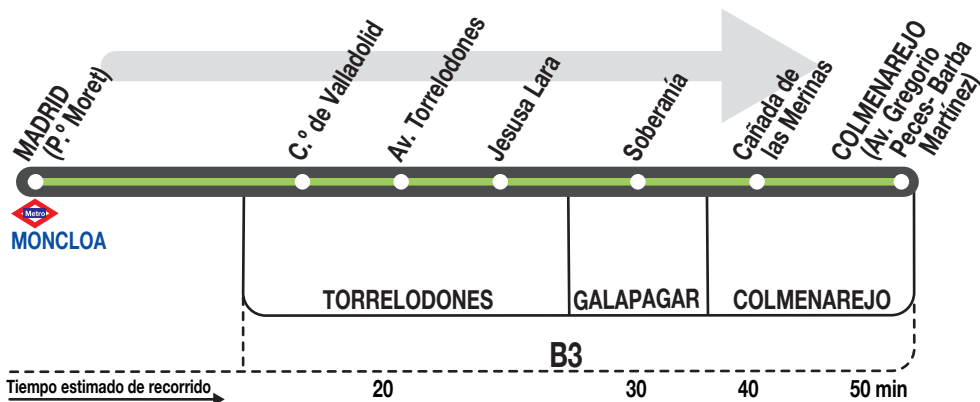 MADRID
(P.º Moret)
C.º de Valladolid
Av. Torrelodones
Jesusa Lara
Soberanía
Cañada de
las Merinas
COLMENAREJO
(Av. Gregorio
Peces- Barba
Martínez)
Metro
MONCLOA
TORRELODONES
GALAPAGAR
COLMENAREJO
B3
Tiempo estimado de recorrido
20
30
40
50 min